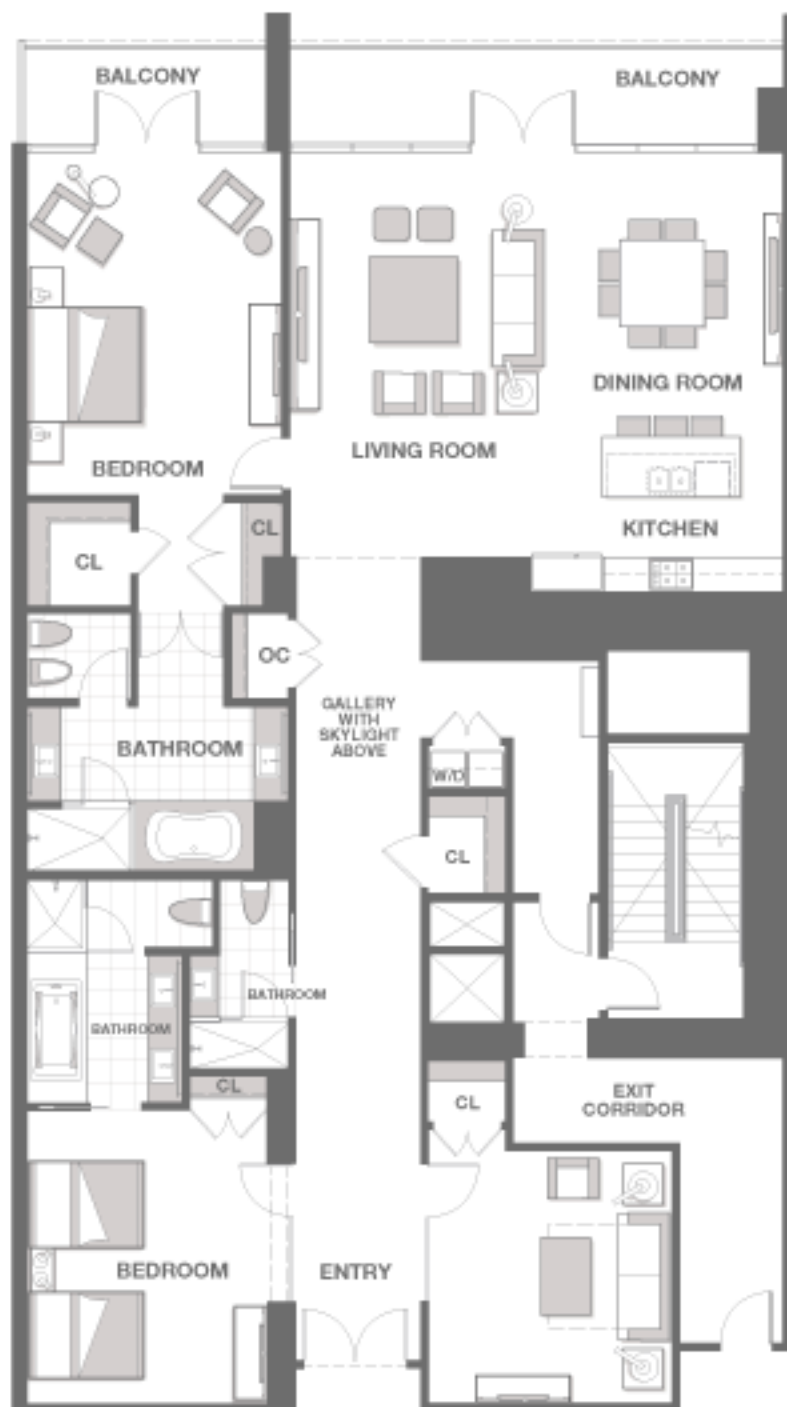 BALCONY
BALCONY
DINING ROOM
LIVING ROOM
BEDROOM
CL
KITCHEN
CL
OC
GALLERY
WITH
SKYLIGHT
ABOVE
BATHROOM
W/D
CL
BATHROOM
BATHROOM
CL
EXIT
CORRIDOR
CL
BEDROOM
ENTRY